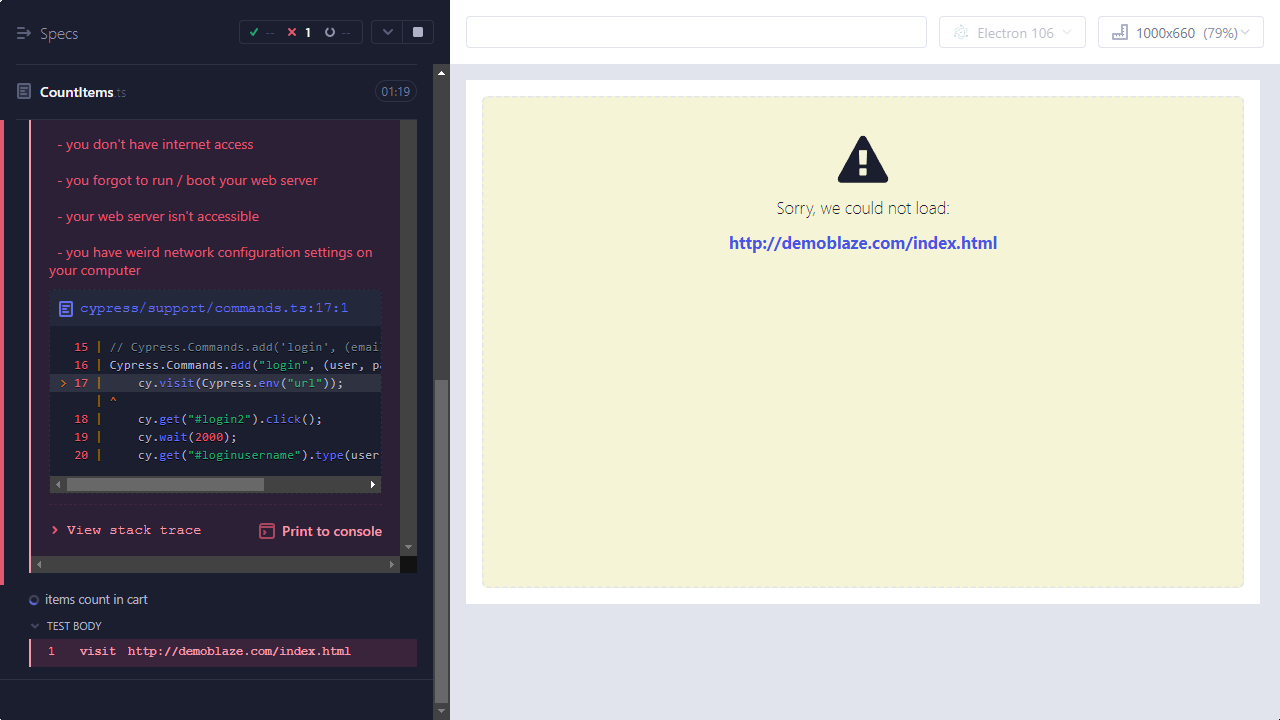 Specs
-- 1 --
Electron 106
1000x660 (79%)
CountItems ts
01:19
- you don't have internet access
- you forgot to run / boot your web server
- your web server isn't accessible
- you have weird network configuration settings on
your computer
cypress/support/commands.ts:17:1
15 | // Cypress.Commands.add('login', (emai
16 | Cypress.Commands.add("login", (user, pa
> 17 | cy.visit(Cypress.env("url"));
| ^
18 | cy.get("#login2").click();
19 | cy.wait(2000);
20 | cy.get("#loginusername").type(user
> View stack trace
Print to console
items count in cart
TEST BODY
1 visit http://demoblaze.com/index.html
Sorry, we could not load:
http://demoblaze.com/index.html